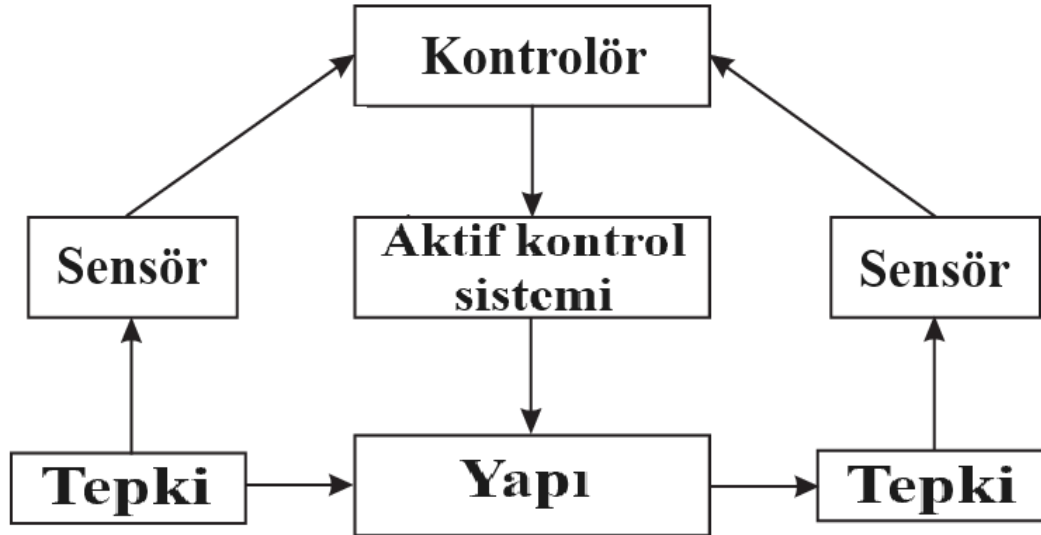 Kontrolör
Sensör
Aktif kontrol
sistemi
Sensör
Tepki
Yapı
Tepki